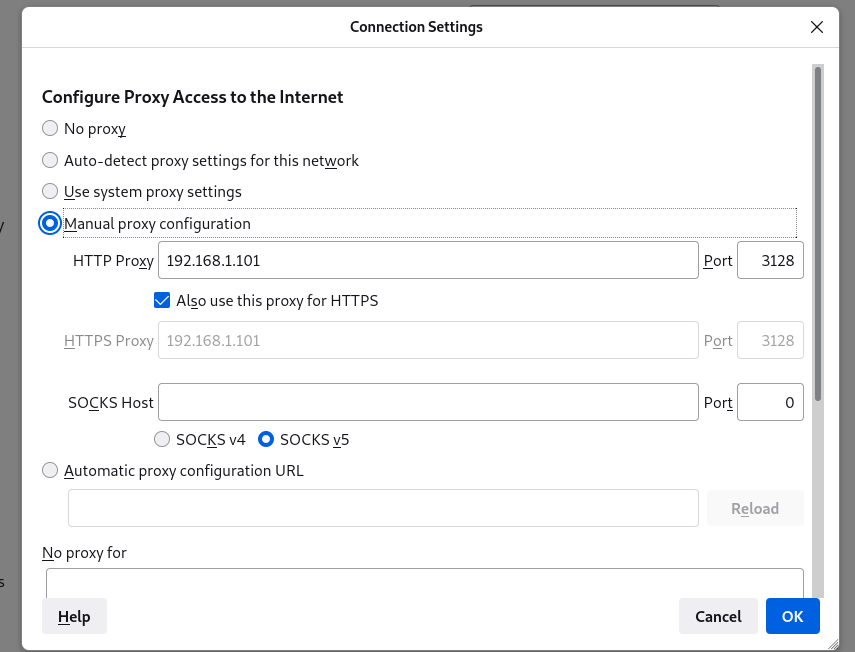 Connection Settings
Configure Proxy Access to the Internet
No proxy
Auto-detect proxy settings for this network
Use system proxy settings
Manual proxy configuration
HTTP Proxy 192.168.1.101 Port 3128
Also use this proxy for HTTPS
HTTPS Proxy 192.168.1.101 Port 3128
SOCKS Host Port 0
SOCKS v4 SOCKS v5
Automatic proxy configuration URL
Reload
No proxy for
Help Cancel OK